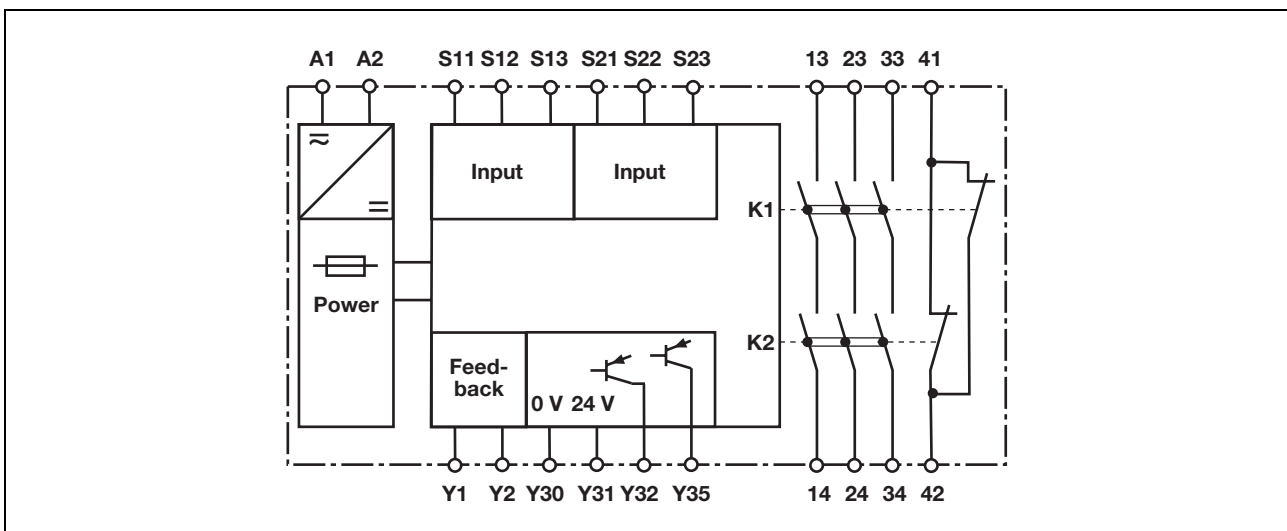 A1 A2 S11 S12 S13 S21 S22 S23 13 23 33 41
Input Input
K1
Power
K2
Feed-
back
0 V 24 V
Y1 Y2 Y30 Y31 Y32 Y35 14 24 34 42